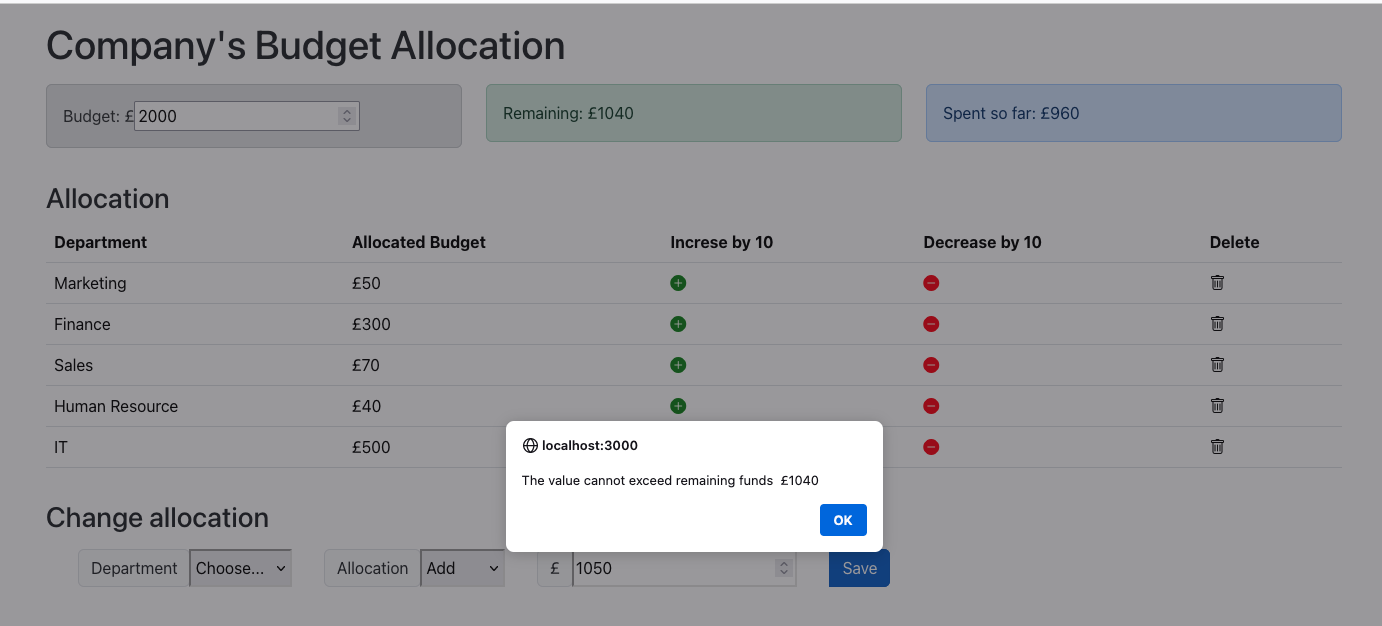 Company's Budget Allocation
Budget: £ 2000
Remaining: £1040
Spent so far: £960
Allocation
Department Allocated Budget Increse by 10 Decrease by 10 Delete
Marketing £50
Finance £300
Sales £70
Human Resource £40
IT £500
localhost:3000
The value cannot exceed remaining funds £1040
OK
Change allocation
Department Choose... Allocation Add £ 1050 Save